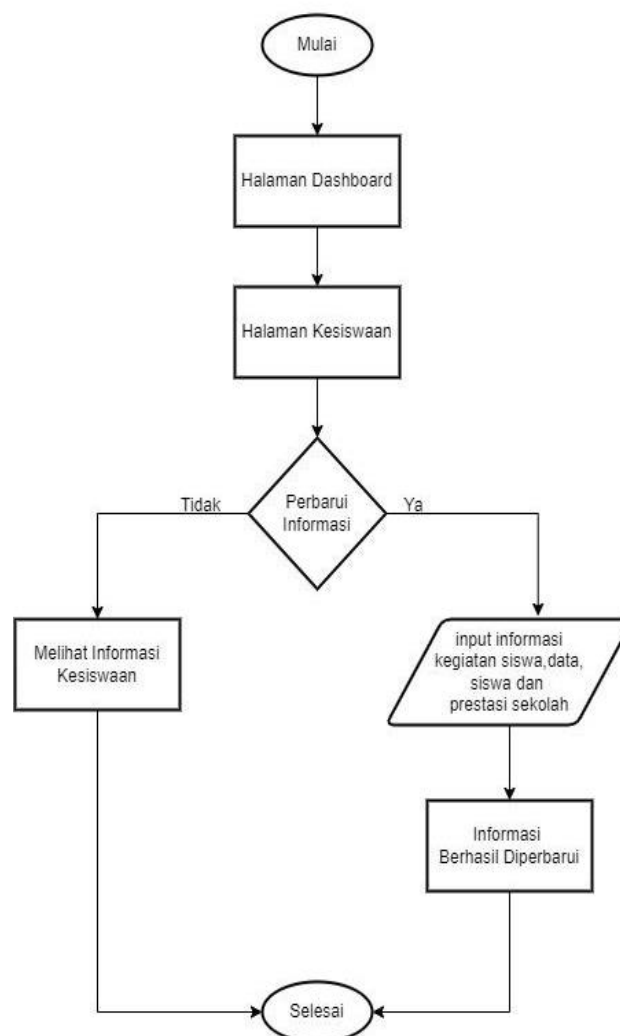 Mulai
Halaman Dashboard
Halaman Kesiswaan
Perbarui
Informasi
Tidak
Ya
Melihat Informasi
Kesiswaan
input informasi
kegiatan siswa,data,
siswa dan
prestasi sekolah
Informasi
Berhasil Diperbarui
Selesai